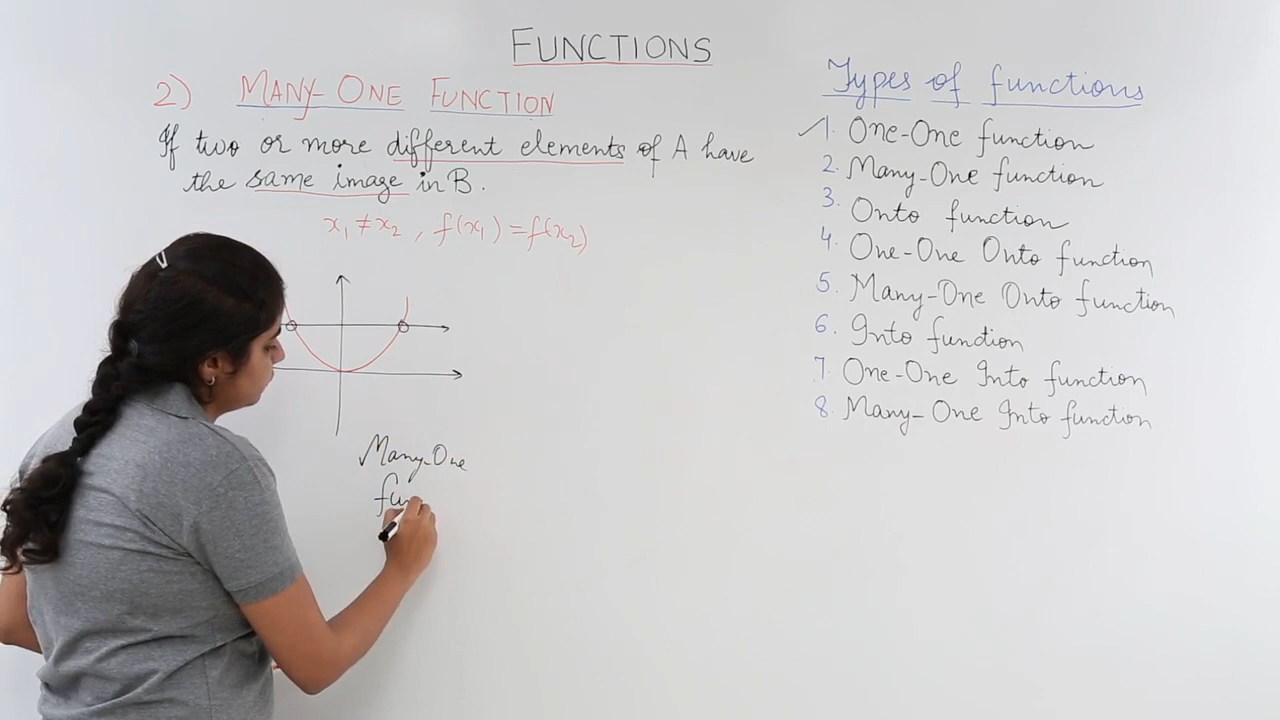 FUNCTIONS
2) MANY-ONE FUNCTION
If two or more different elements of A have
the same image in B.
x₁ ≠ x₂ , f(x₁) = f(x₂)
Many-One
fun
Types of functions
1. One-One function
2. Many-One function
3. Onto function
4. One-One Onto function
5. Many-One Onto function
6. Into function
7 One-One Into function
8. Many-One Into function